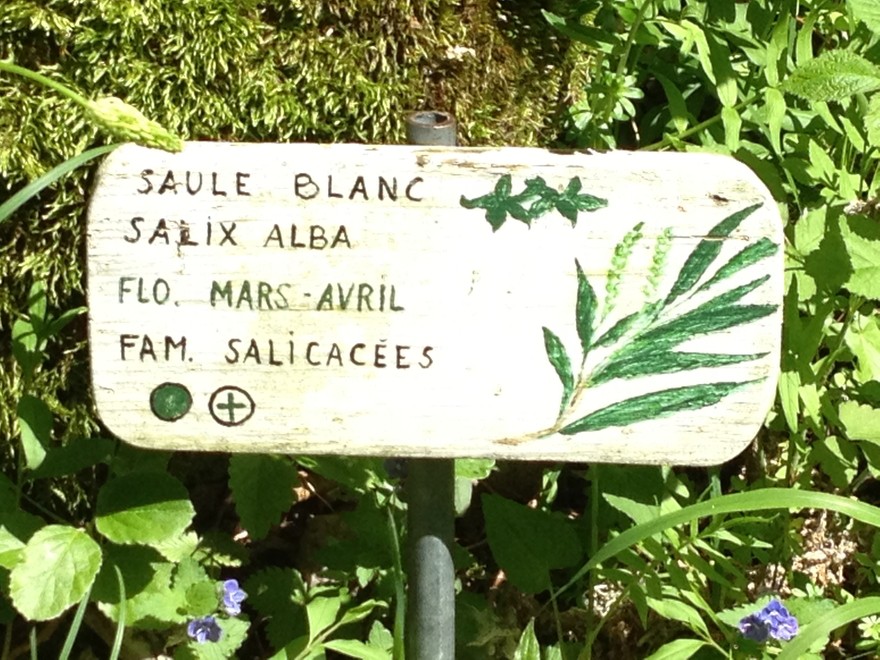 SAULE BLANC
SALIX ALBA
FLO. MARS-AVRIL
FAM. SALICACÉES